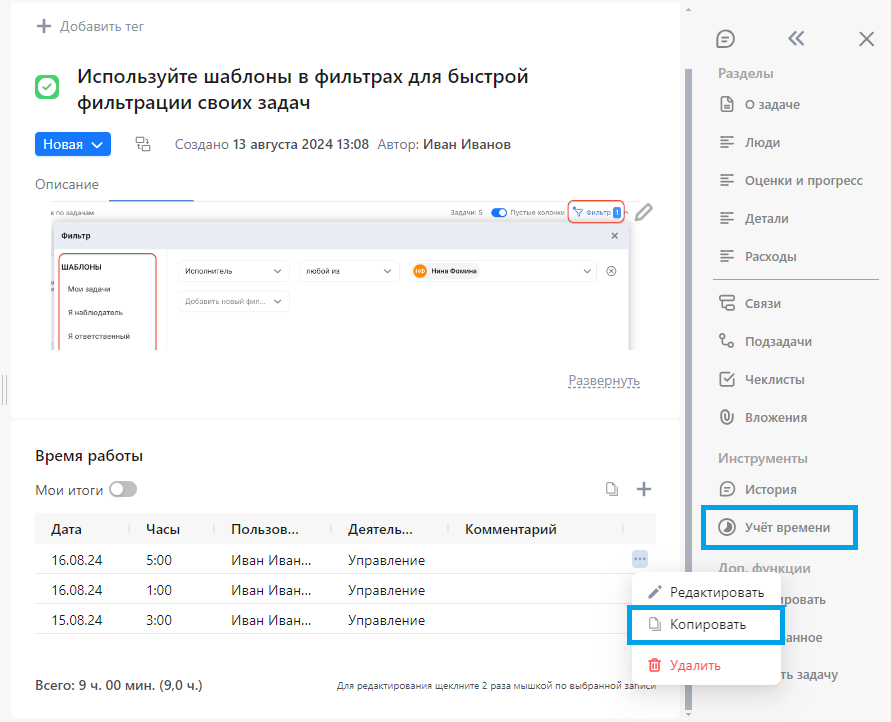 Добавить тег
Используйте шаблоны в фильтрах для быстрой
фильтрации своих задач
Новая
Создано 13 августа 2024 13:08 Автор: Иван Иванов
Описание
к по задачам
Задачи: 5
Пустые колонки
Фильтр 1
Фильтр
ШАБЛОНЫ
Мои задачи
Я наблюдатель
Я ответственный
Исполнитель
любой из
НФ Нина Фомина
Добавить новый фил...
Развернуть
Время работы
Мои итоги
Дата Часы Пользов... Деятель... Комментарий
16.08.24 5:00 Иван Иван... Управление
16.08.24 1:00 Иван Иван... Управление
15.08.24 3:00 Иван Иван... Управление
Всего: 9 ч. 00 мин. (9,0 ч.)
Для редактирования щеклните 2 раза мышкой по выбранной записи
Редактировать
Копировать
Удалить
Разделы
О задаче
Люди
Оценки и прогресс
Детали
Расходы
Связи
Подзадачи
Чеклисты
Вложения
Инструменты
История
Учёт времени
Доп. функции
ировать
анное
ть задачу